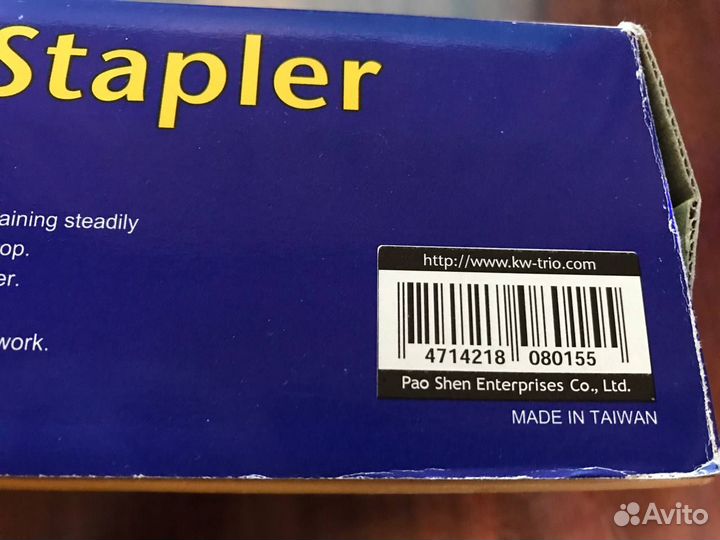 Stapler
aining steadily
op.
er.
work.
http://www.kw-trio.com
4714218 080155
Pao Shen Enterprises Co., Ltd.
MADE IN TAIWAN
Avito